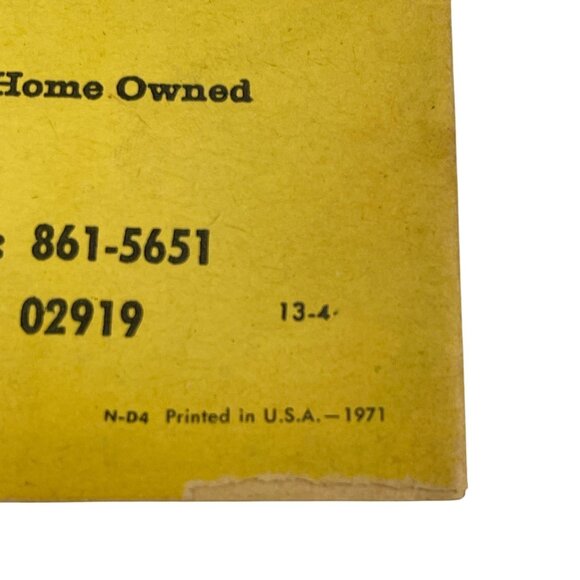 Home Owned
: 861-5651
02919 13-4
N-D4 Printed in U.S.A.—1971